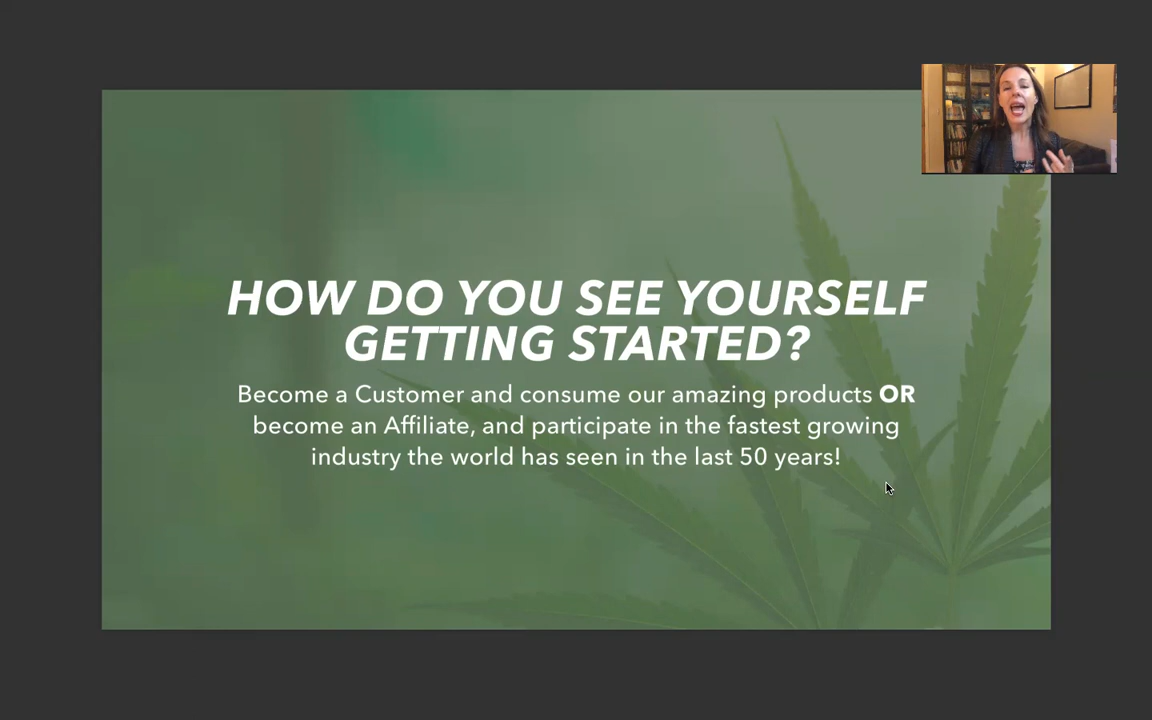 HOW DO YOU SEE YOURSELF
GETTING STARTED?
Become a Customer and consume our amazing products OR
become an Affiliate, and participate in the fastest growing
industry the world has seen in the last 50 years!